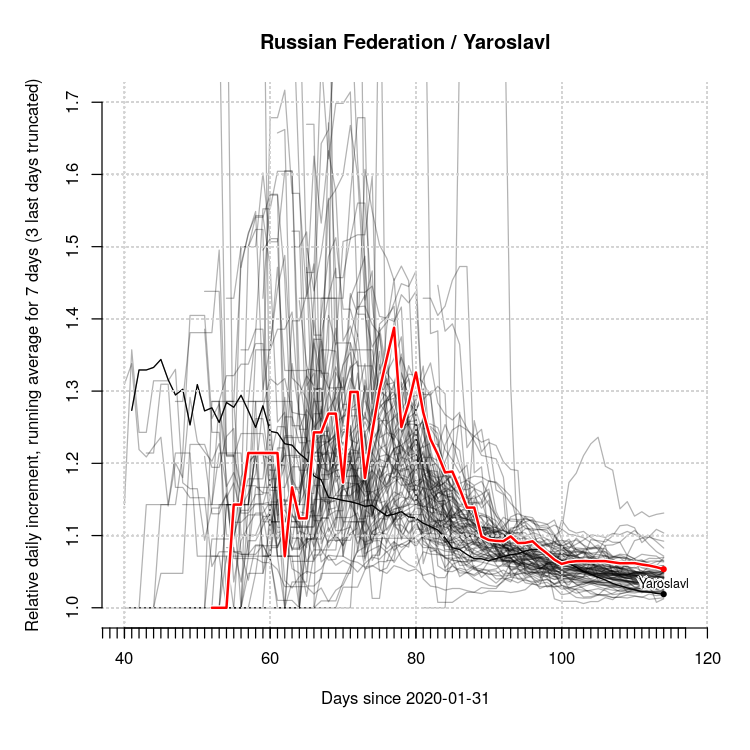 Russian Federation / Yaroslavl
Relative daily increment, running average for 7 days (3 last days truncated)
1.7
1.6
1.5
1.4
1.3
1.2
1.1
1.0
Yaroslavl
40 60 80 100 120
Days since 2020-01-31